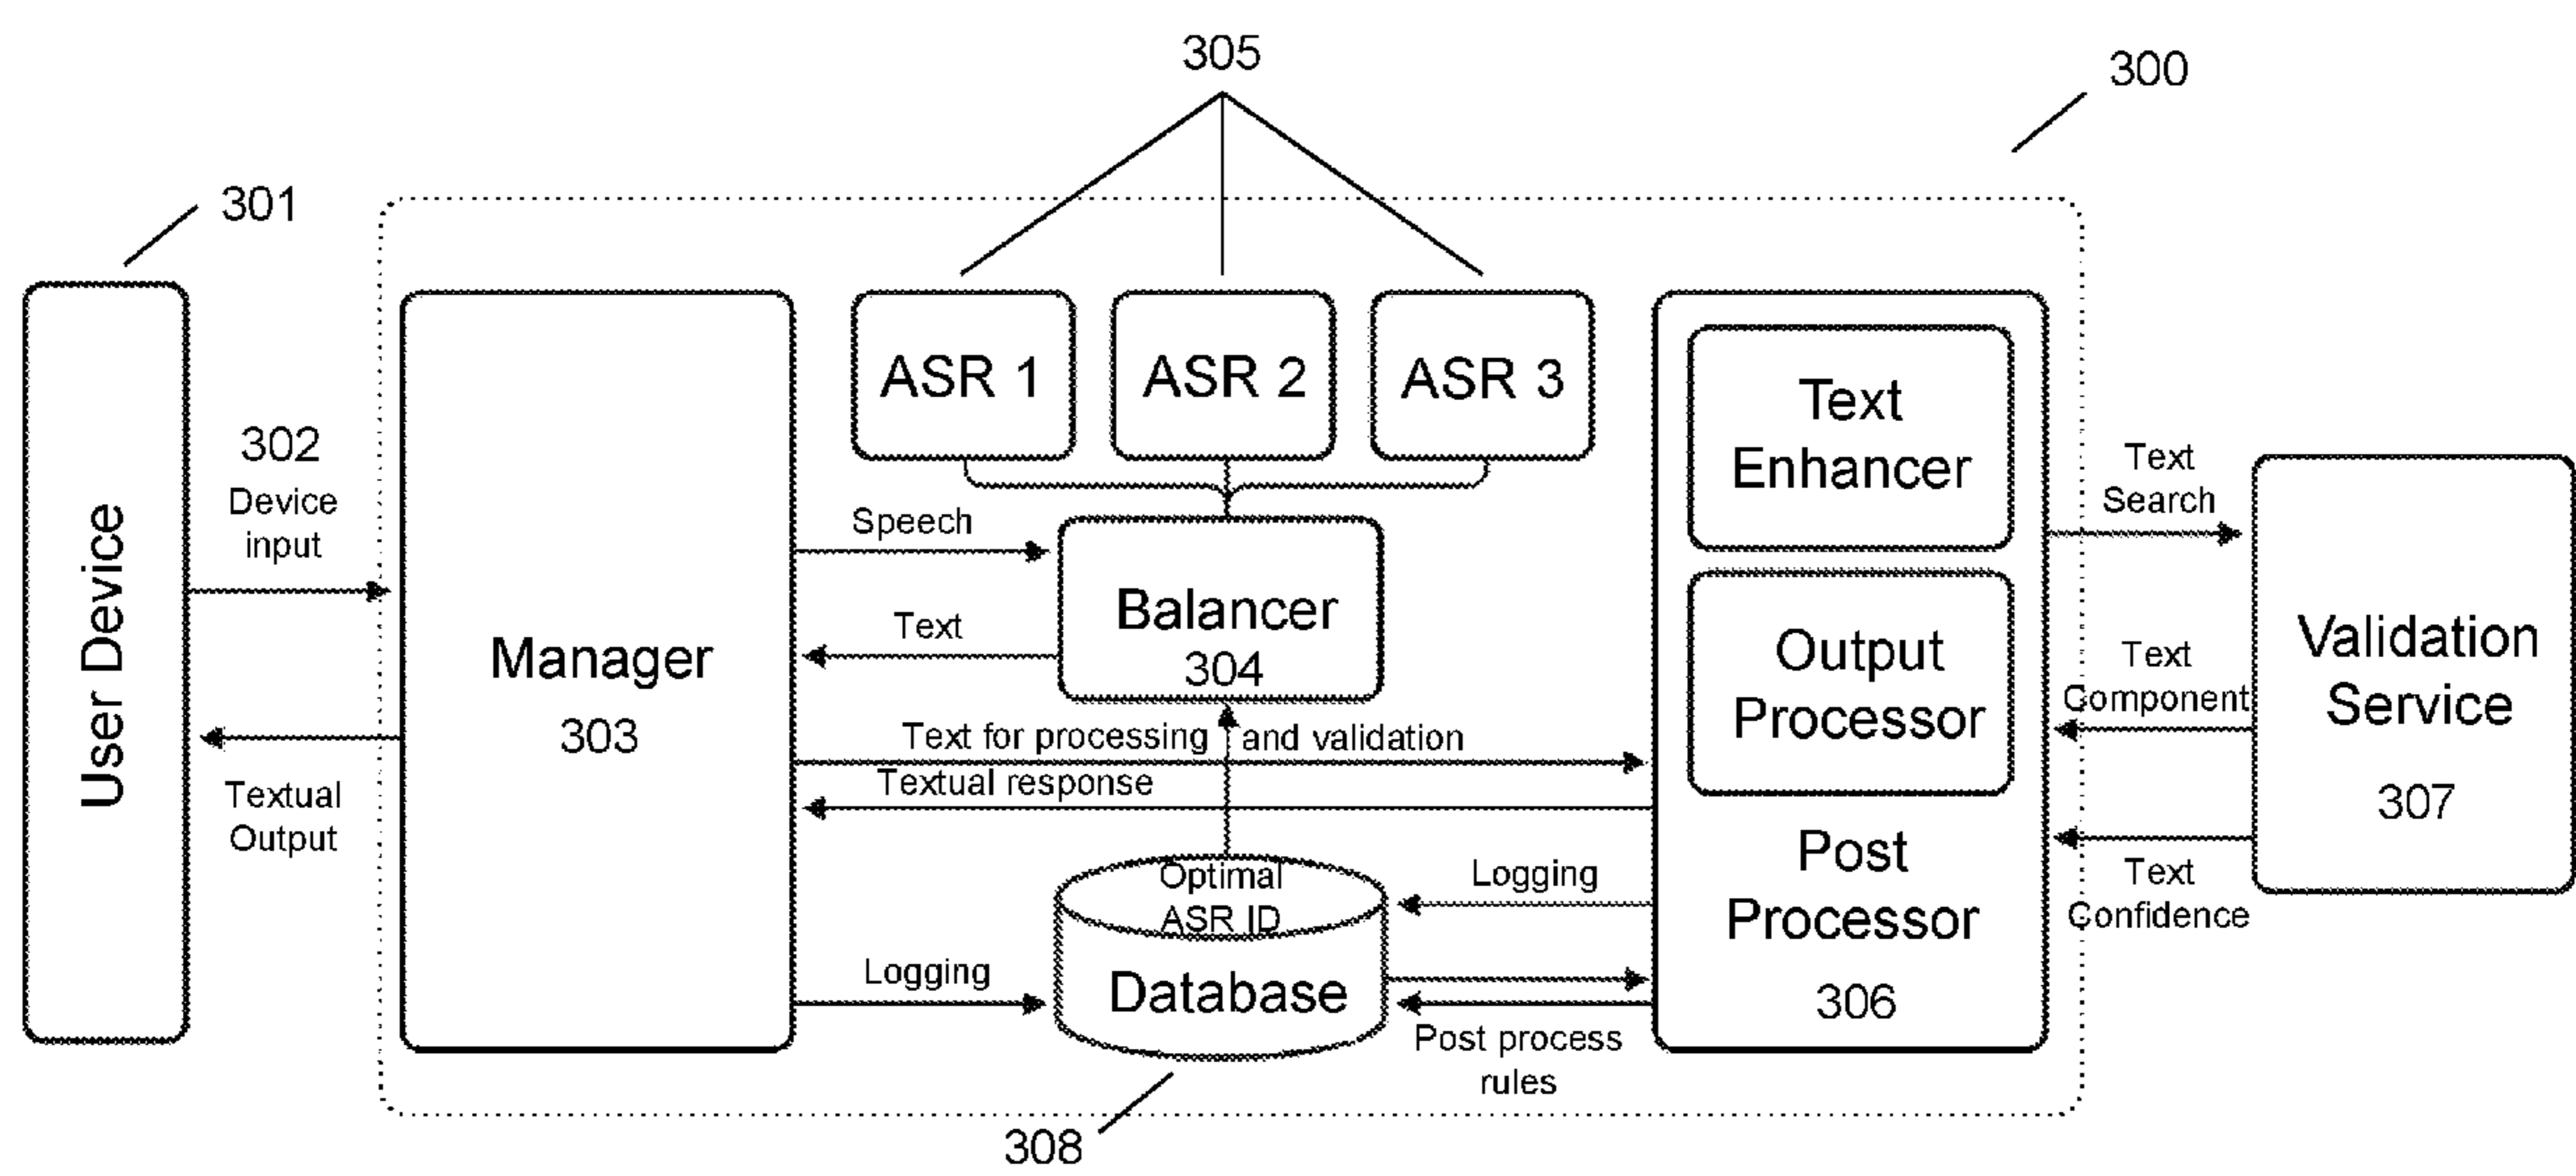 305
300
301
ASR 1
ASR 2
ASR 3
Text
Enhancer
302
Device
input
Text
Search
Speech
User Device
Balancer
304
Text
Manager
303
Output
Processor
Text
Component
Validation
Service
307
Text for processing and validation
Textual response
Textual
Output
Post
Processor
306
Text
Confidence
Optimal
ASR ID
Database
Logging
Logging
Post process
rules
308